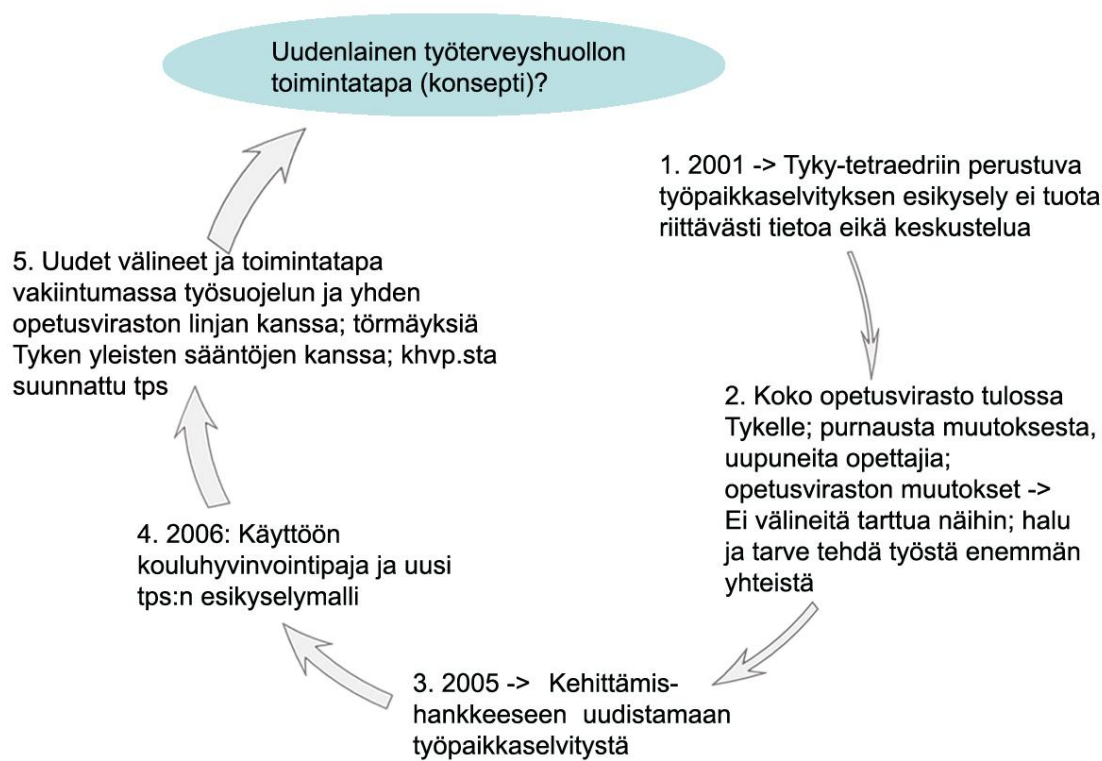 Uudenlainen työterveyshuollon
toimintatapa (konsepti)?
1. 2001 -> Tyky-tetraedriin perustuva
työpaikkaselvityksen esikysely ei tuota
riittävästi tietoa eikä keskustelua
2. Koko opetusvirasto tulossa
Tykelle; purnausta muutoksesta,
uupuneita opettajia;
opetusviraston muutokset ->
Ei välineitä tarttua näihin; halu
ja tarve tehdä työstä enemmän
yhteistä
3. 2005 -> Kehittämis-
hankkeeseen uudistamaan
työpaikkaselvitystä
4. 2006: Käyttöön
kouluhyvinvointipaja ja uusi
tps:n esikyselymalli
5. Uudet välineet ja toimintatapa
vakiintumassa työsuojelun ja yhden
opetusviraston linjan kanssa; törmäyksiä
Tyken yleisten sääntöjen kanssa; khvp.sta
suunnattu tps